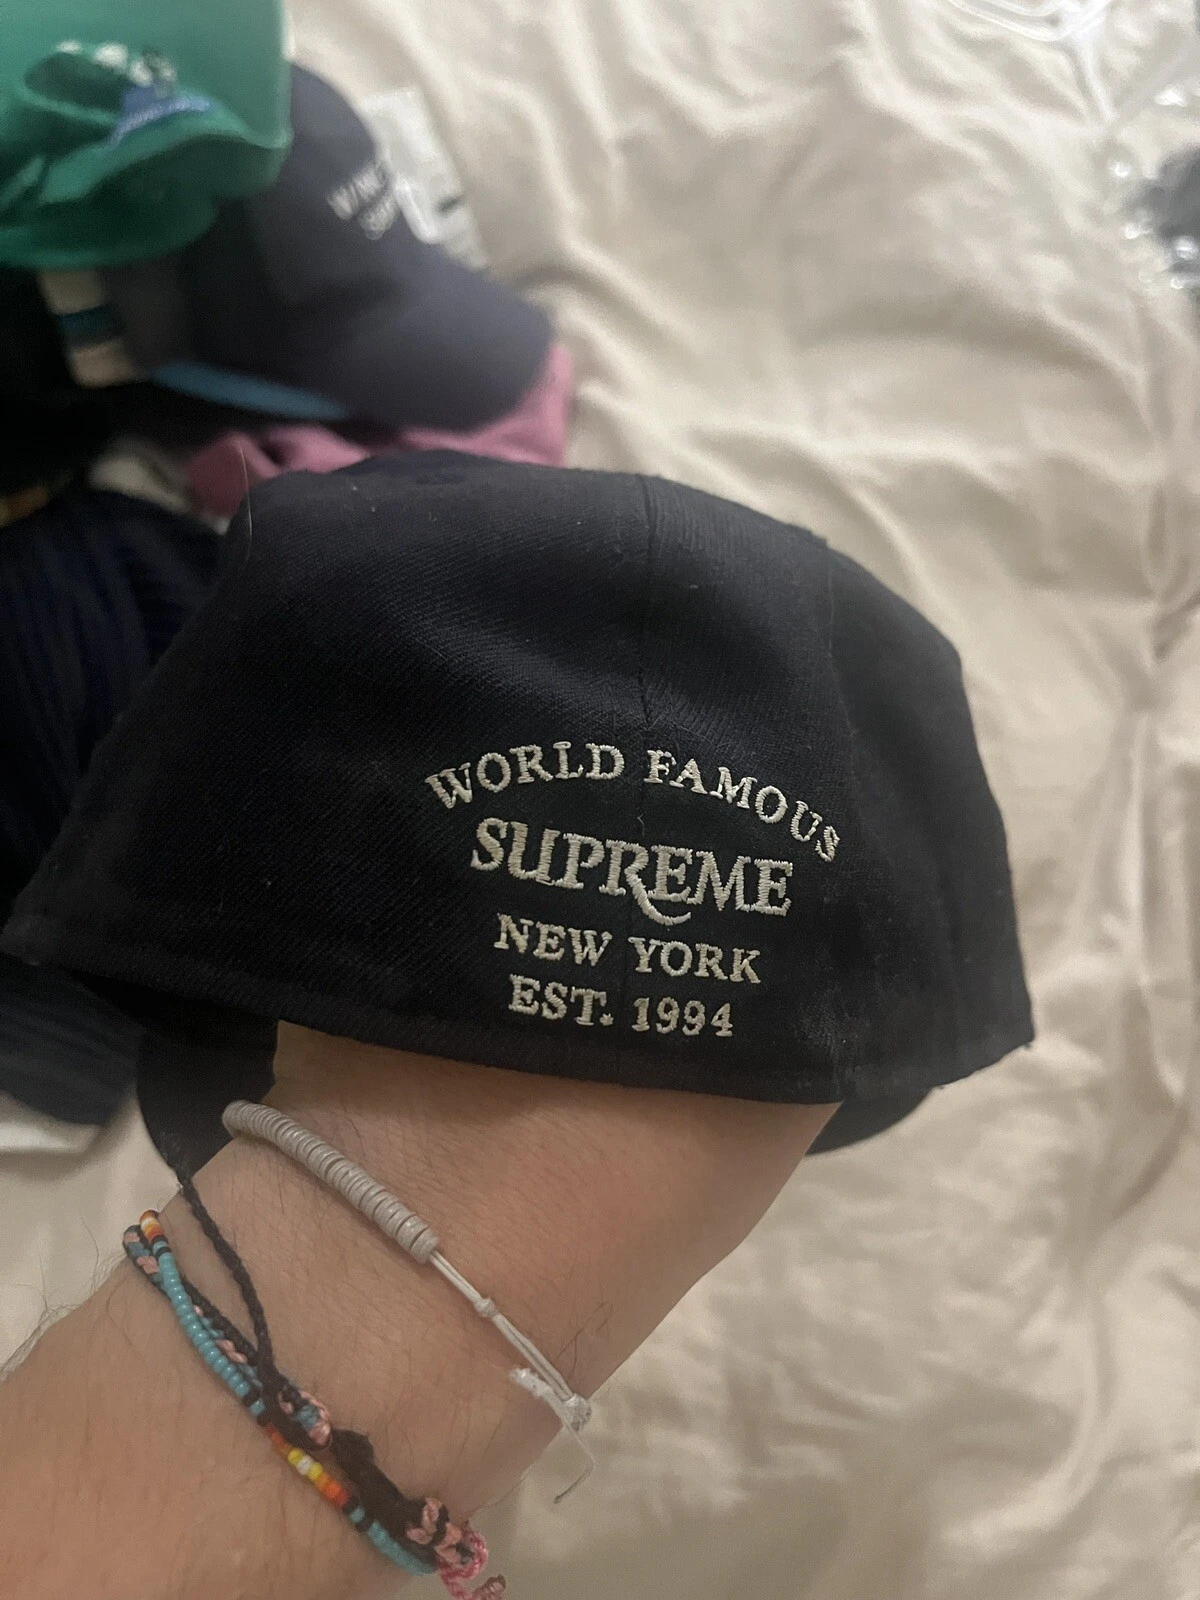 WORLD FAMOUS
SUPREME
NEW YORK
EST. 1994